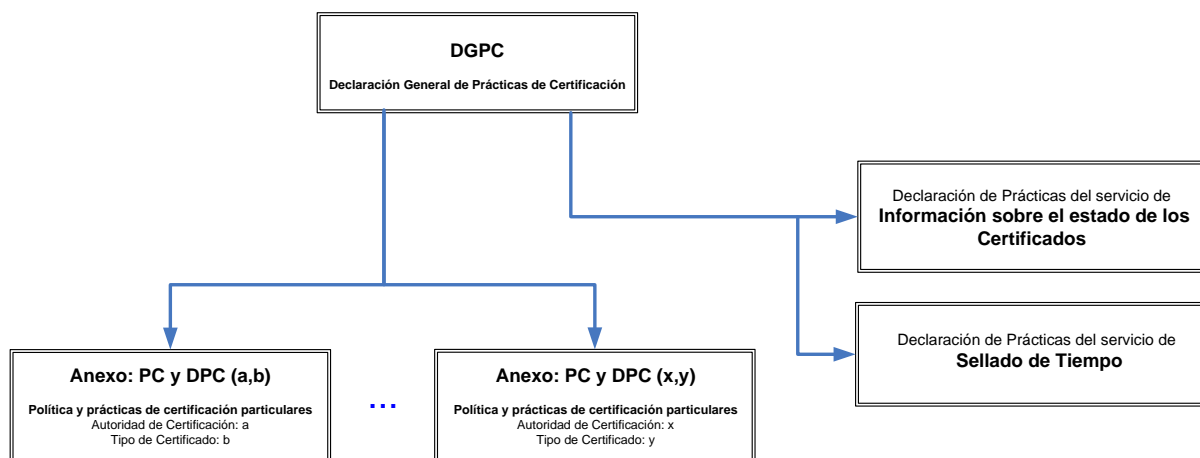 DGPC
Declaración General de Prácticas de Certificación
Declaración de Prácticas del servicio de
Información sobre el estado de los
Certificados
Declaración de Prácticas del servicio de
Sellado de Tiempo
Anexo: PC y DPC (a,b)
Política y prácticas de certificación particulares
Autoridad de Certificación: a
Tipo de Certificado: b
...
Anexo: PC y DPC (x,y)
Política y prácticas de certificación particulares
Autoridad de Certificación: x
Tipo de Certificado: y